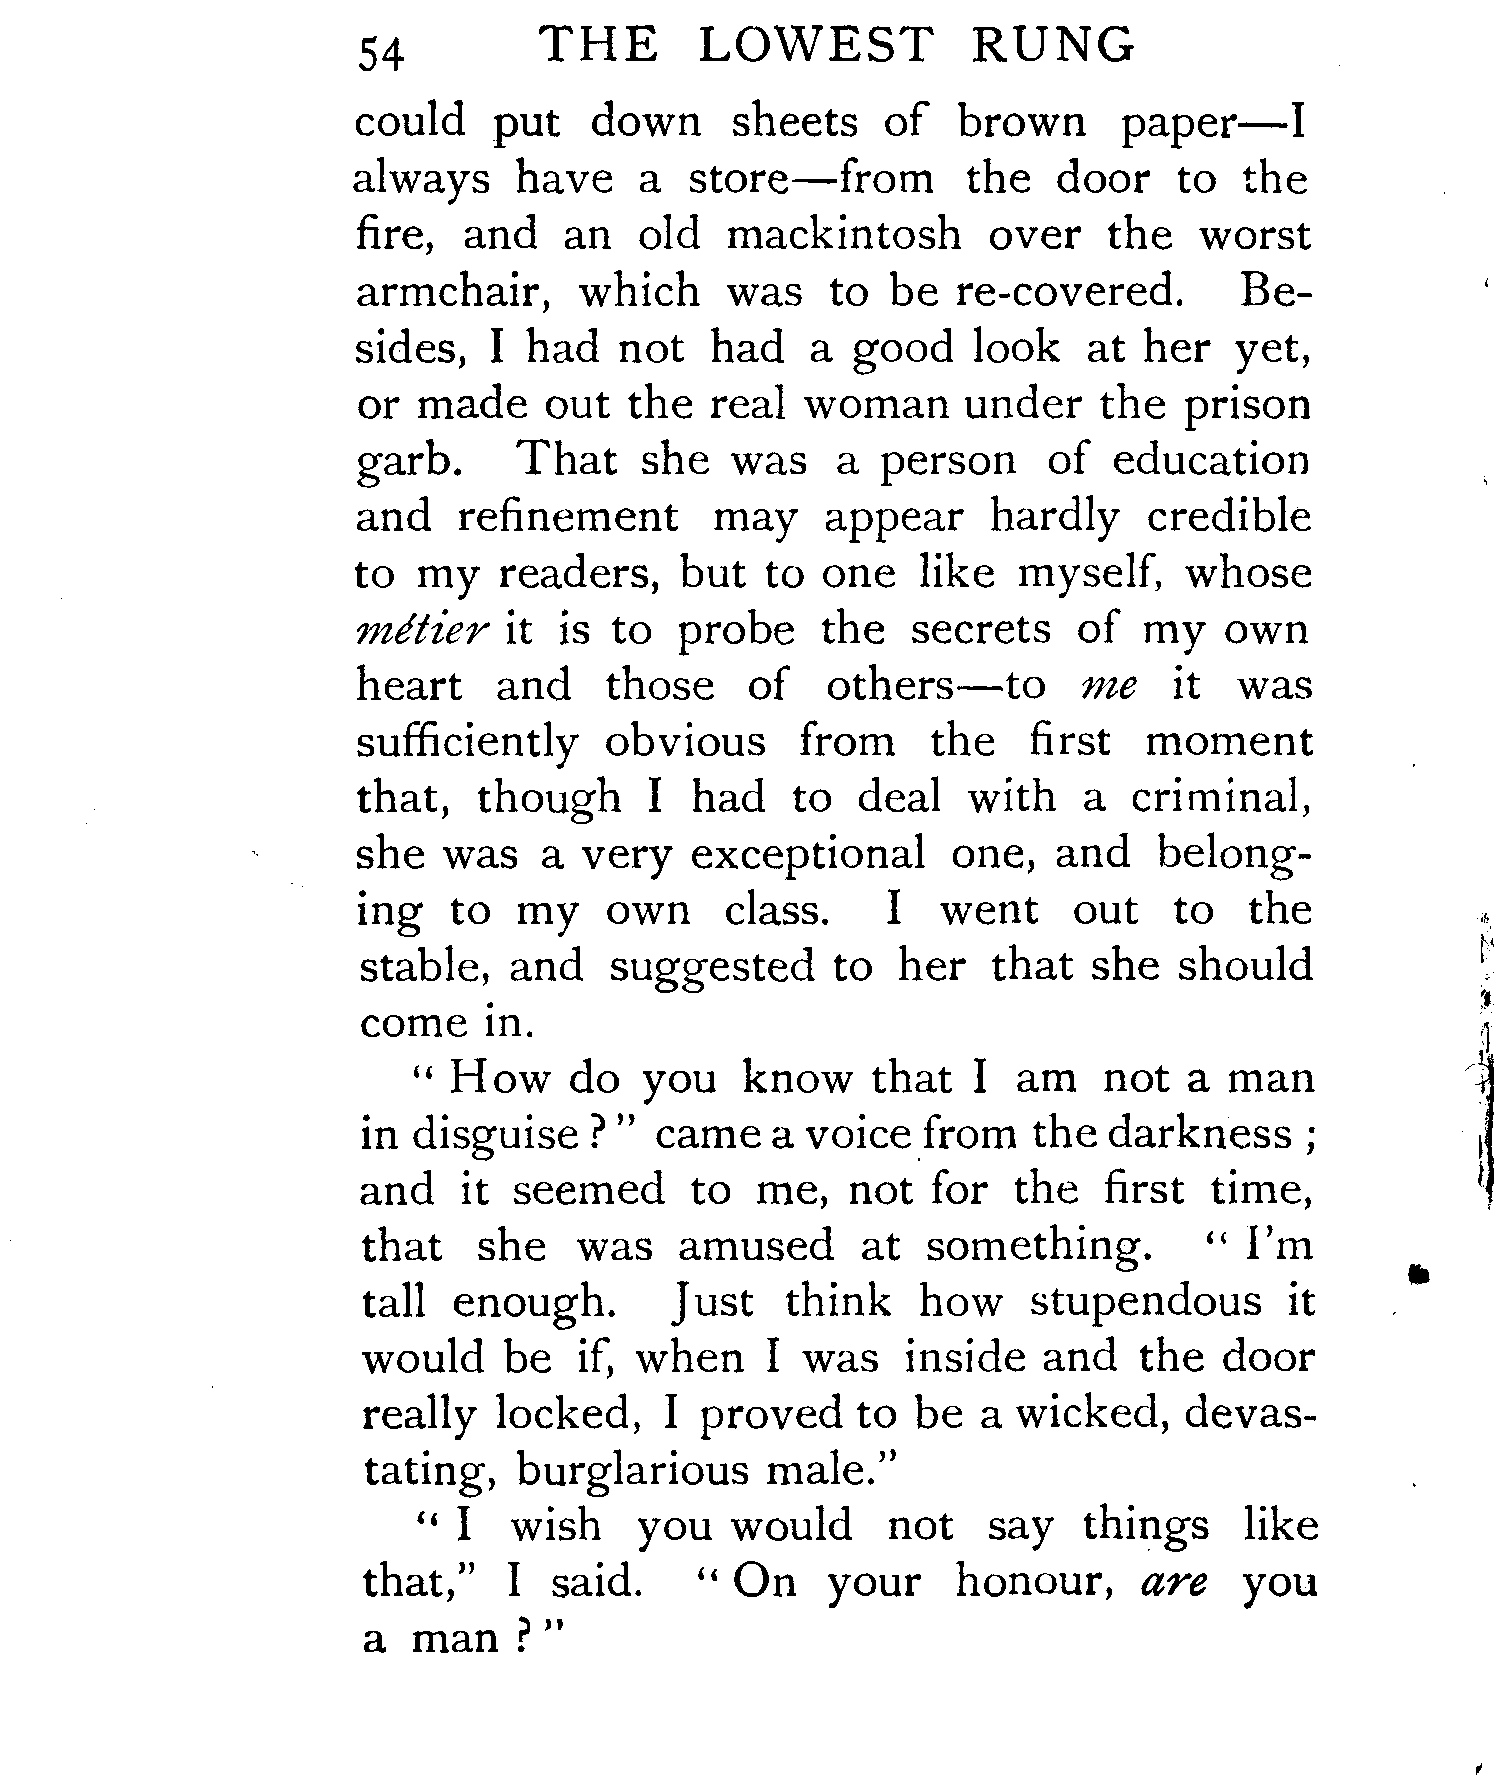 54 THE LOWEST RUNG
could put down sheets of brown paper—I
always have a store—from the door to the
fire, and an old mackintosh over the worst
armchair, which was to be re-covered. Be-
sides, I had not had a good look at her yet,
or made out the real woman under the prison
garb. That she was a person of education
and refinement may appear hardly credible
to my readers, but to one like myself, whose
métier it is to probe the secrets of my own
heart and those of others—to me it was
sufficiently obvious from the first moment
that, though I had to deal with a criminal,
she was a very exceptional one, and belong-
ing to my own class. I went out to the
stable, and suggested to her that she should
come in.
“ How do you know that I am not a man
in disguise ? ” came a voice from the darkness ;
and it seemed to me, not for the first time,
that she was amused at something. “ I’m
tall enough. Just think how stupendous it
would be if, when I was inside and the door
really locked, I proved to be a wicked, devas-
tating, burglarious male.”
“ I wish you would not say things like
that,” I said. “ On your honour, are you
a man ? ”